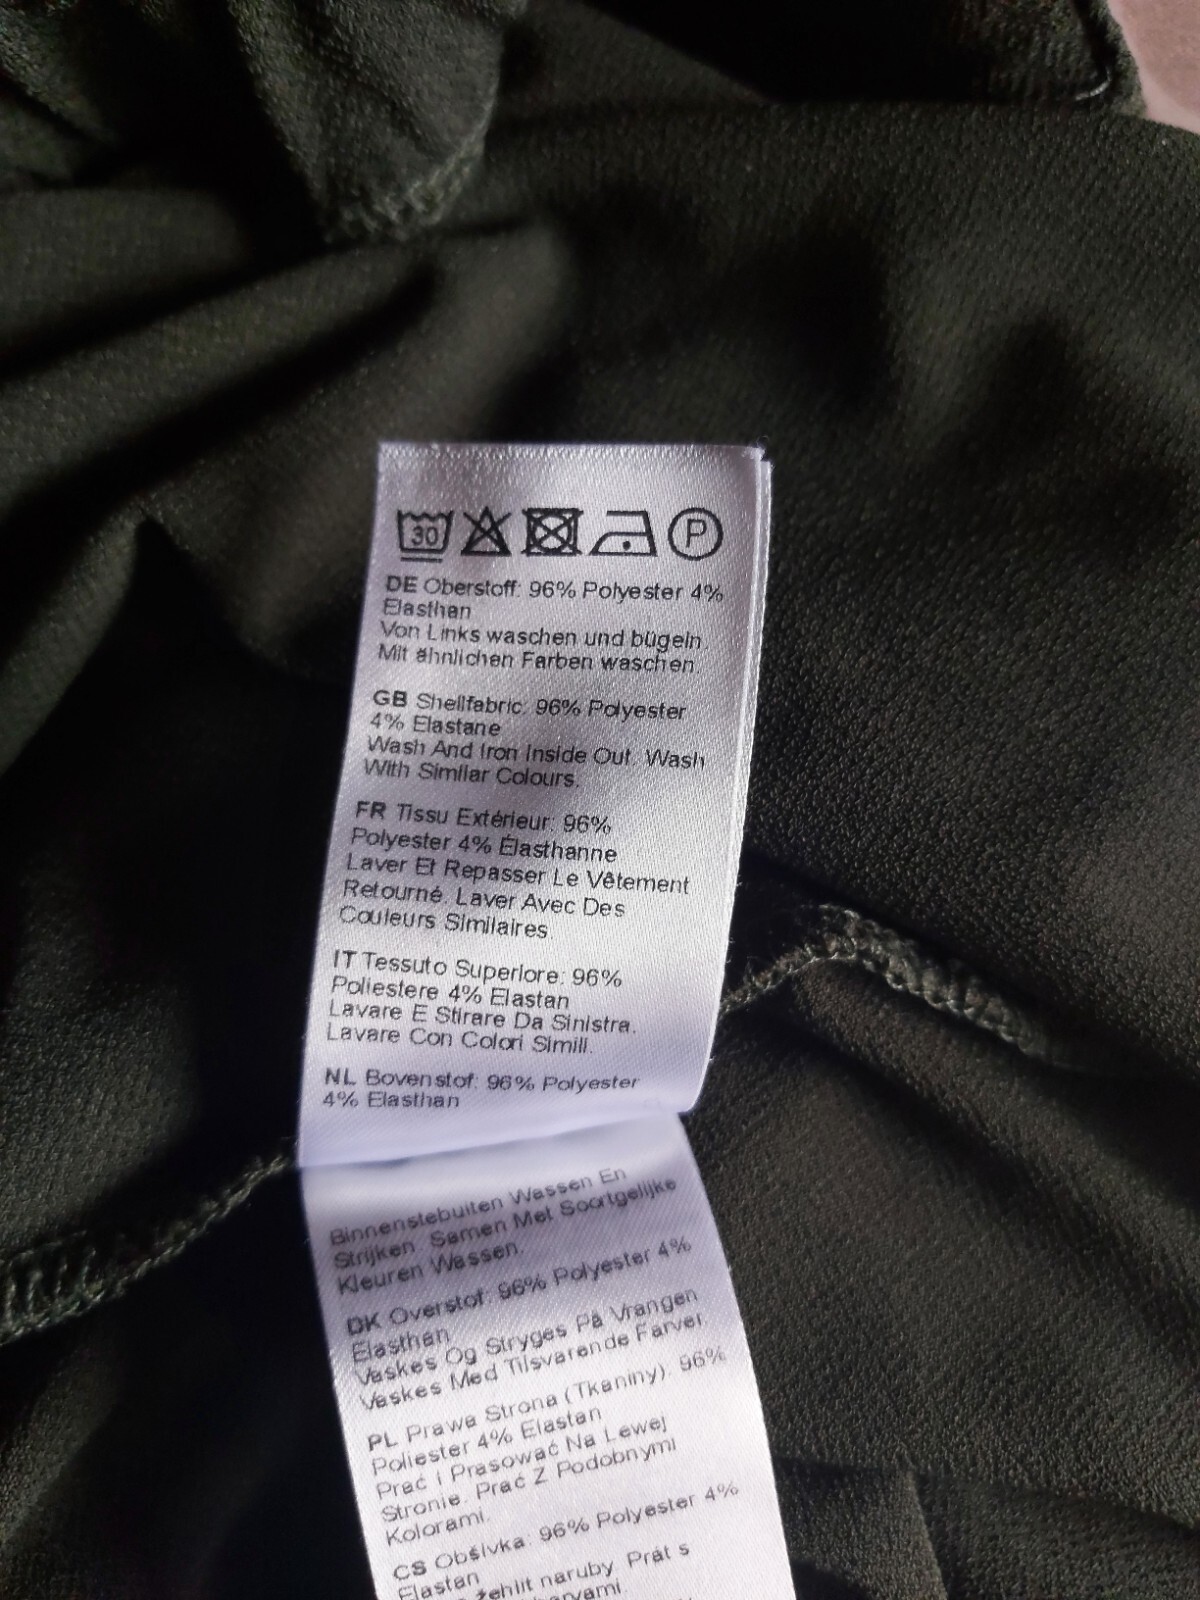 30 P
DE Oberstoff: 96% Polyester 4%
Elasthan
Von Links waschen und bügeln.
Mit ähnlichen Farben waschen.
GB Shellfabric: 96% Polyester
4% Elastane
Wash And Iron Inside Out. Wash
With Similar Colours.
FR Tissu Extérieur: 96%
Polyester 4% Élasthanne
Laver Et Repasser Le Vêtement
Retourné. Laver Avec Des
Couleurs Similaires.
IT Tessuto Superiore: 96%
Poliestere 4% Elastan
Lavare E Stirare Da Sinistra.
Lavare Con Colori Simili.
NL Bovenstof: 96% Polyester
4% Elasthan
Binnenstebuiten Wassen En
Strijken. Samen Met Soortgelijke
Kleuren Wassen.
DK Overstof: 96% Polyester 4%
Elasthan
Vaskes Og Stryges På Vrangen
Vaskes Med Tilsvarende Farver.
PL Prawa Strona (Tkaniny). 96%
Poliester 4% Elastan
Prać i Prasować Na Lewej
Stronie. Prać Z Podobnymi
Kolorami.
CS Obšívka: 96% Polyester 4%
Elastan
žehlit naruby. Prát s
barvami.